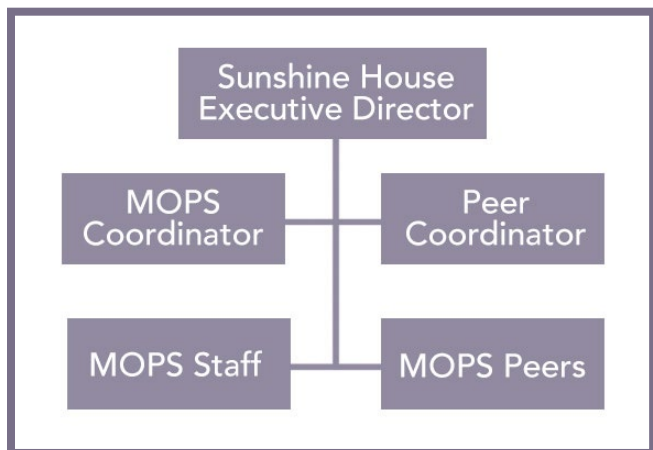 Sunshine House
Executive Director
MOPS
Coordinator
Peer
Coordinator
MOPS Staff
MOPS Peers